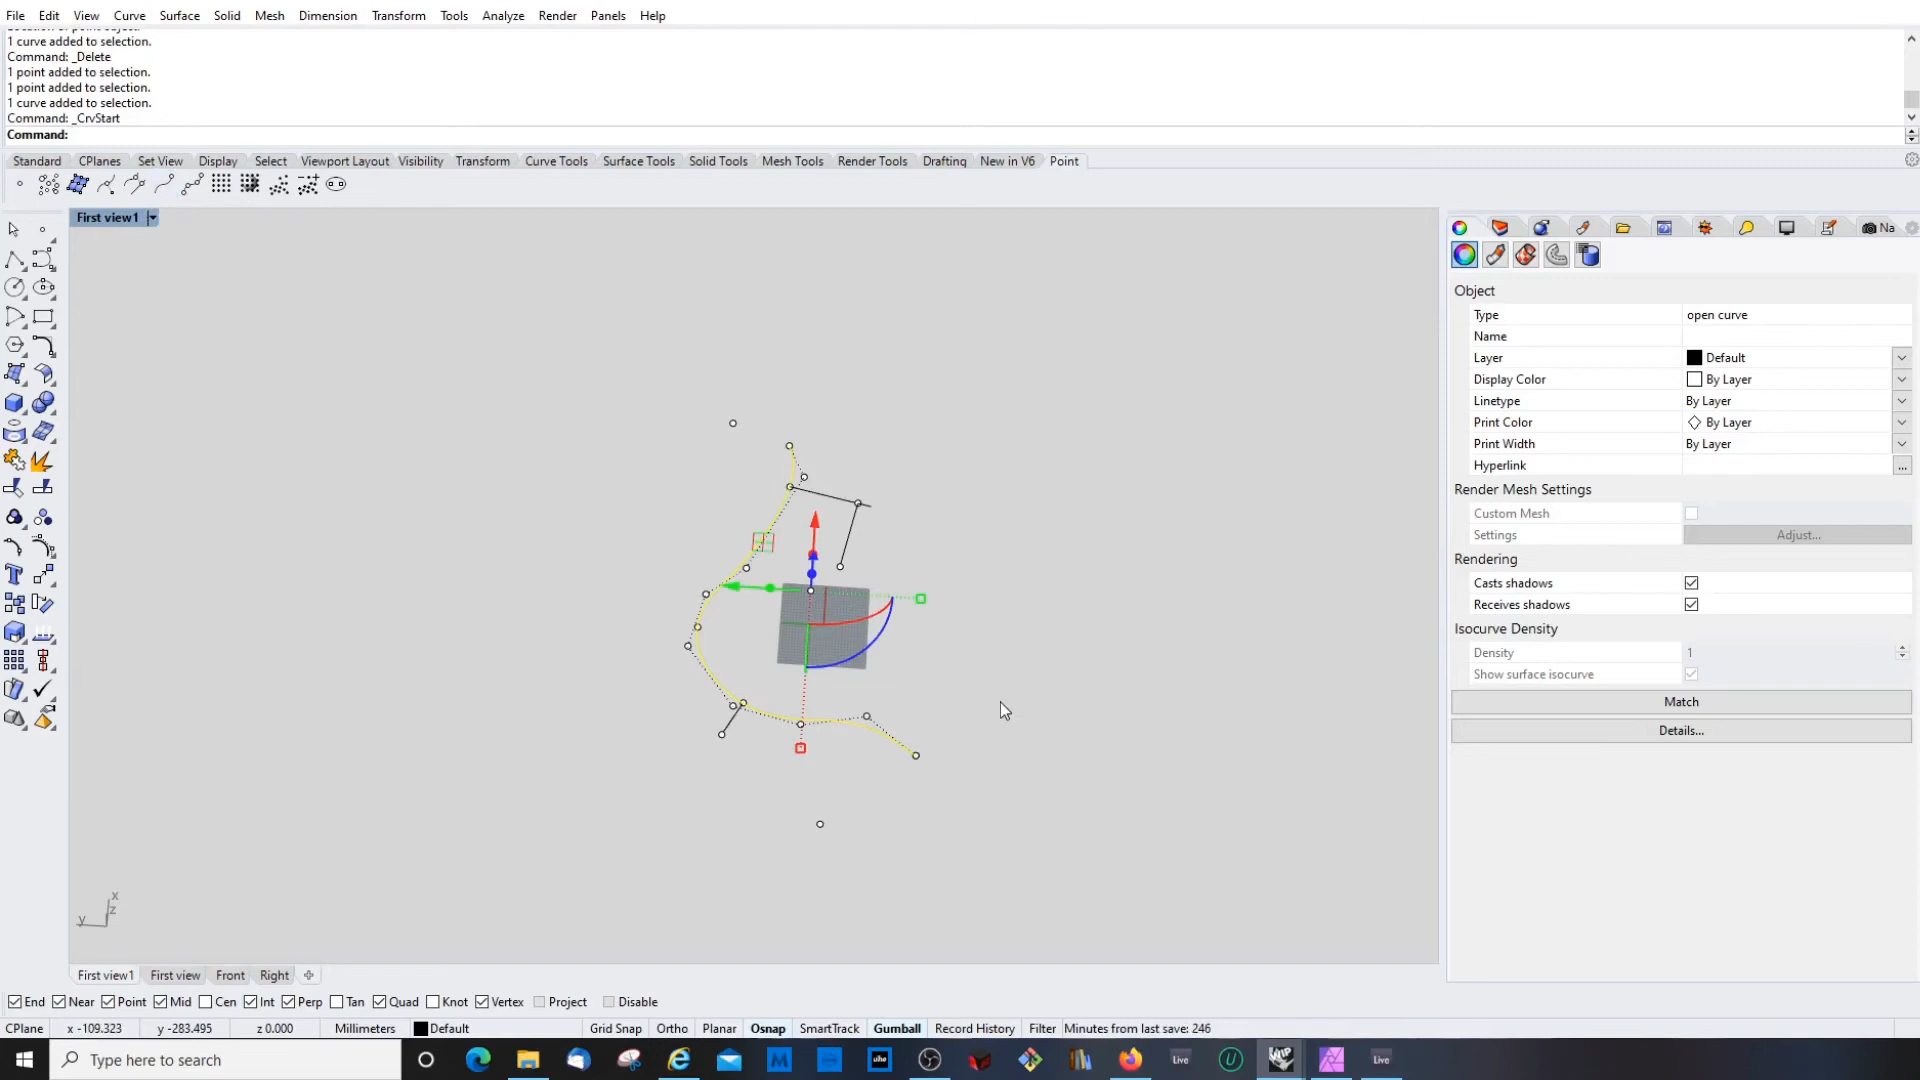 File Edit View Curve Surface Solid Mesh Dimension Transform Tools Analyze Render Panels Help
1 curve added to selection.
Command: _Delete
1 point added to selection.
1 point added to selection.
1 curve added to selection.
Command: _CrvStart
Command:
Standard CPlanes Set View Display Select Viewport Layout Visibility Transform Curve Tools Surface Tools Solid Tools Mesh Tools Render Tools Drafting New in V6 Point
First view1
Na
Object
Type open curve
Name
Layer Default
Display Color By Layer
Linetype By Layer
Print Color By Layer
Print Width By Layer
Hyperlink ...
Render Mesh Settings
Custom Mesh
Settings Adjust...
Rendering
Casts shadows
Receives shadows
Isocurve Density
Density 1
Show surface isocurve
Match
Details...
x
z
y
First view1 First view Front Right
End Near Point Mid Cen Int Perp Tan Quad Knot Vertex Project Disable
CPlane x -109.323 y -283.495 z 0.000 Millimeters Default Grid Snap Ortho Planar Osnap SmartTrack Gumball Record History Filter Minutes from last save: 246
Type here to search uhe Live Live